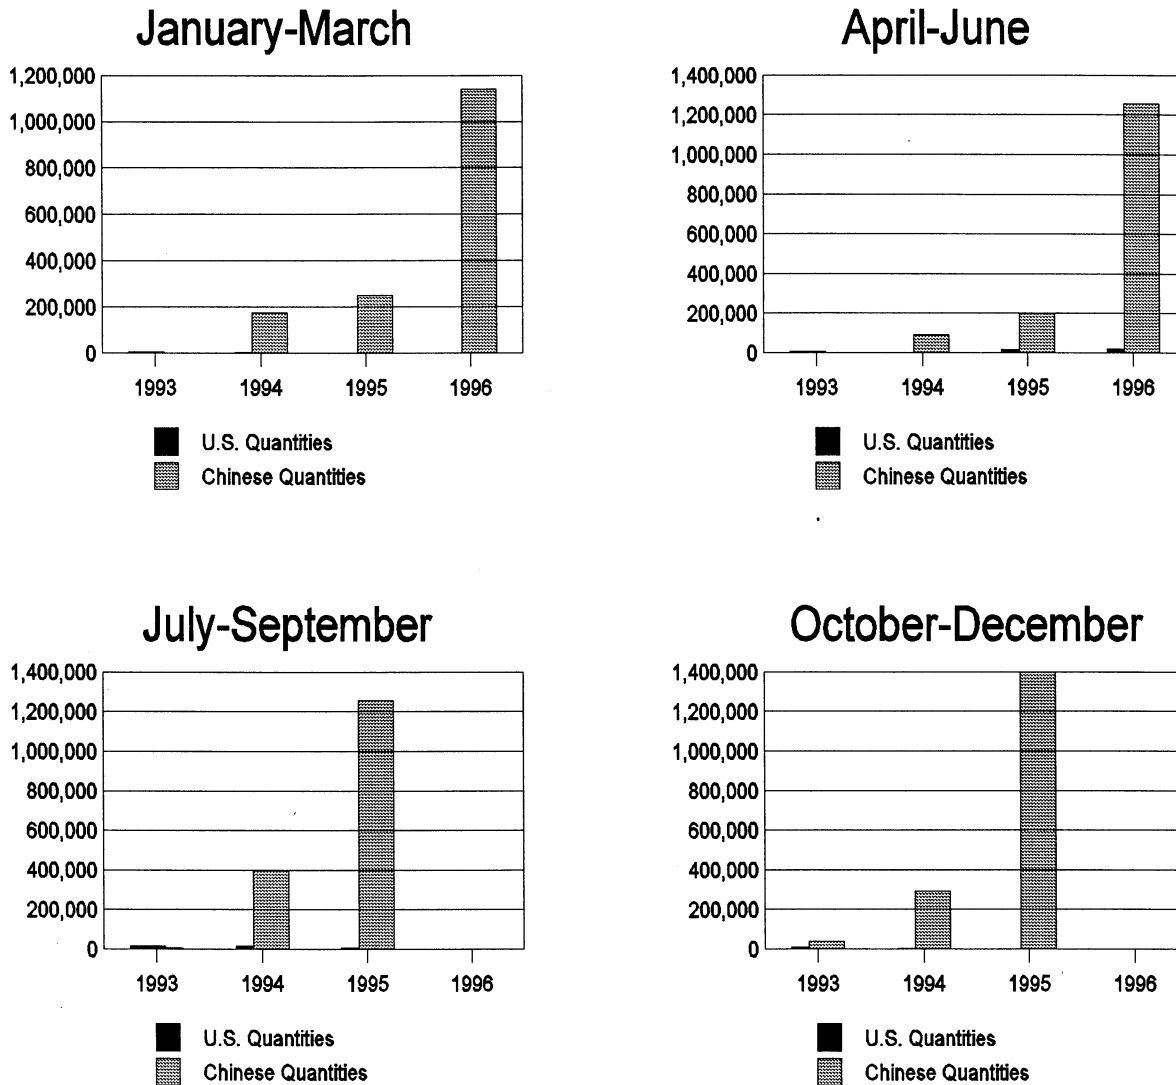 January-March
1,200,000
1,000,000
800,000
600,000
400,000
200,000
0
1993 1994 1995 1996
U.S. Quantities
Chinese Quantities
April-June
1,400,000
1,200,000
1,000,000
800,000
600,000
400,000
200,000
0
1993 1994 1995 1996
U.S. Quantities
Chinese Quantities
July-September
1,400,000
1,200,000
1,000,000
800,000
600,000
400,000
200,000
0
1993 1994 1995 1996
U.S. Quantities
Chinese Quantities
October-December
1,400,000
1,200,000
1,000,000
800,000
600,000
400,000
200,000
0
1993 1994 1995 1996
U.S. Quantities
Chinese Quantities